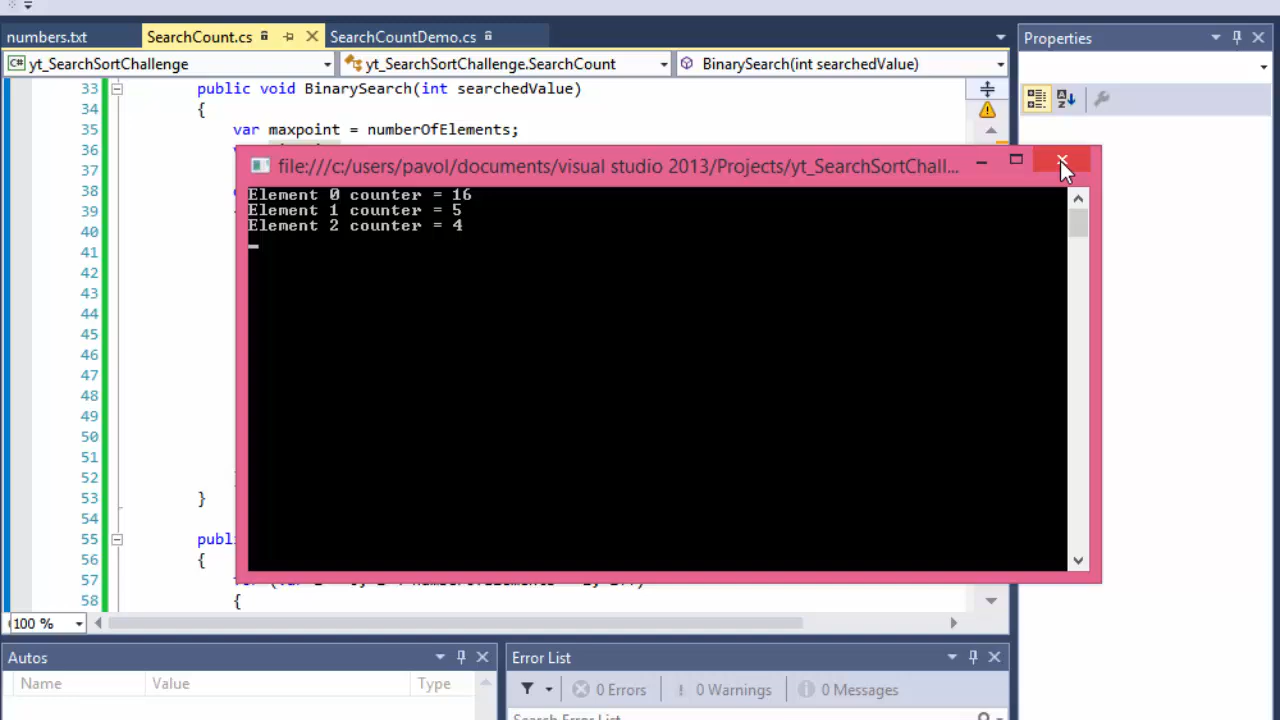 numbers.txt SearchCount.cs SearchCountDemo.cs Properties
C# yt_SearchSortChallenge yt_SearchSortChallenge.SearchCount BinarySearch(int searchedValue)
33 public void BinarySearch(int searchedValue)
34 {
35 var maxpoint = numberOfElements;
36
file:///c:/users/pavol/documents/visual studio 2013/Projects/yt_SearchSortChall...
Element 0 counter = 16
Element 1 counter = 5
Element 2 counter = 4
38
39
40
41
42
43
44
45
46
47
48
49
50
51
52
53 }
54
55 publi
56 {
57
58 {
100 %
Autos
Name Value Type
Error List
0 Errors 0 Warnings 0 Messages
Search Error List